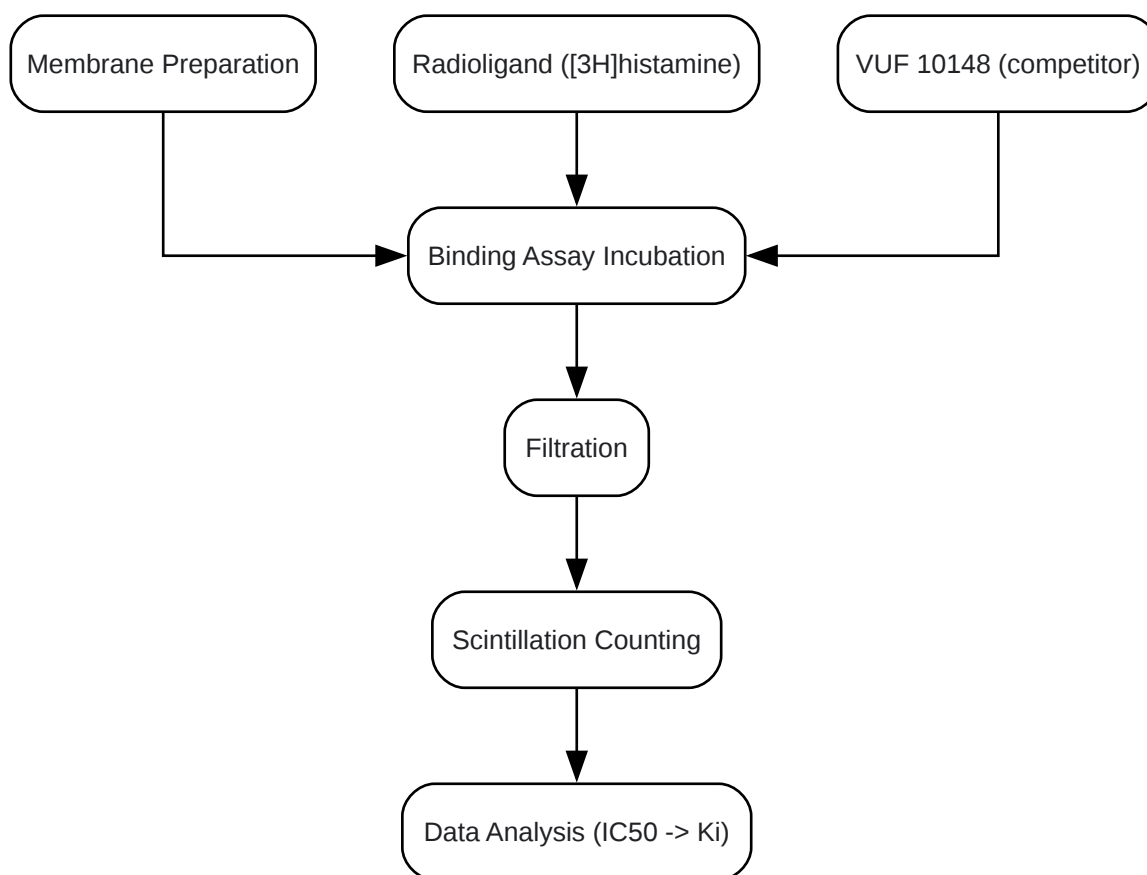 Membrane Preparation
Radioligand ([3H]histamine)
VUF 10148 (competitor)
Binding Assay Incubation
Filtration
Scintillation Counting
Data Analysis (IC50 -> Ki)